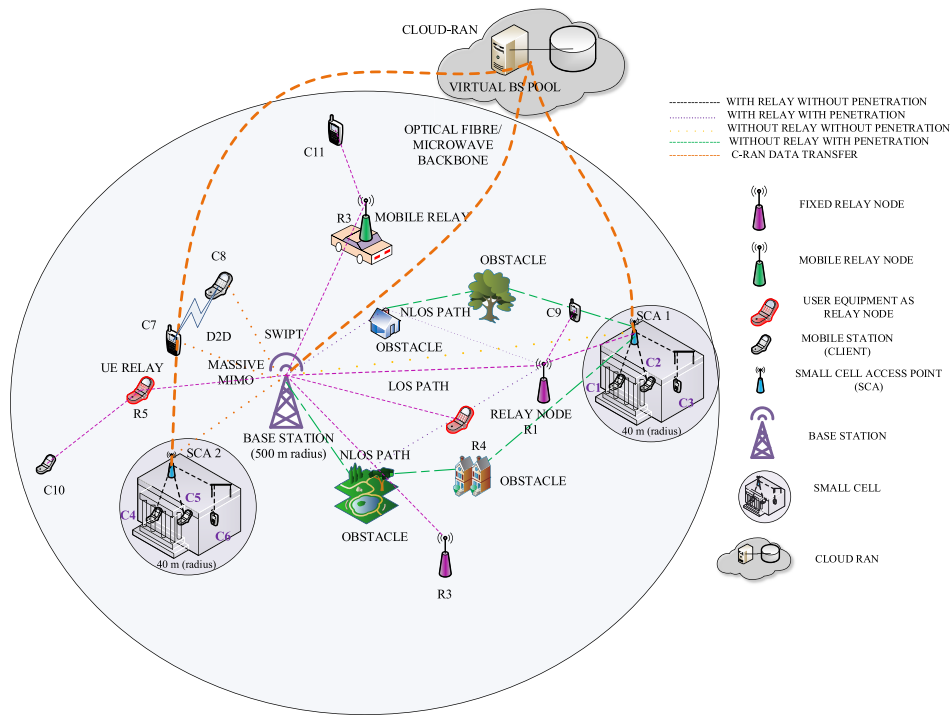 CLOUD-RAN
VIRTUAL BS POOL
OPTICAL FIBRE/
MICROWAVE
BACKBONE
WITH RELAY WITHOUT PENETRATION
WITH RELAY WITH PENETRATION
WITHOUT RELAY WITHOUT PENETRATION
WITHOUT RELAY WITH PENETRATION
C-RAN DATA TRANSFER
C11
R3
MOBILE RELAY
FIXED RELAY NODE
C8
OBSTACLE
MOBILE RELAY NODE
C7
D2D
SWIPT
NLOS PATH
OBSTACLE
C9
SCA 1
USER EQUIPMENT AS
RELAY NODE
MASSIVE
MIMO
UE RELAY
R5
LOS PATH
C1
C2
C3
40 m (radius)
MOBILE STATION
(CLIENT)
SMALL CELL ACCESS POINT
(SCA)
BASE STATION
(500 m radius)
RELAY NODE
R1
BASE STATION
C10
SCA 2
NLOS PATH
R4
OBSTACLE
SMALL CELL
C4
C5
C6
40 m (radius)
OBSTACLE
R3
CLOUD RAN